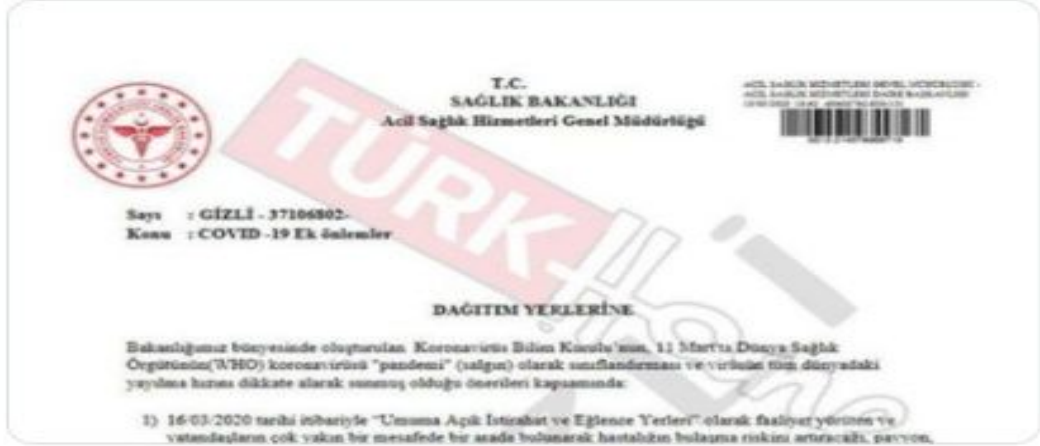 T.C.
SAĞLIK BAKANLIĞI
Acil Sağlık Hizmetleri Genel Müdürlüğü
Sayı : GİZLİ - 37106802-
Konu : COVID -19 Ek önlemler
TÜRK-
DAĞITIM YERLERİNE
Bakanlığımız bünyesinde oluşturulan Koronavirüs Bilim Kurulu'nun, 11 Mart'ta Dünya Sağlık
Örgütünün(WHO) koronavirüsü "pandemi" (salgın) olarak sınıflandırması ve virüsün tüm dünyadaki
yayılma hızını dikkate alarak sunmuş olduğu önerileri kapsamında:
1) 16/03/2020 tarihi itibariyle "Umuma Açık İstirahat ve Eğlence Yerleri" olarak faaliyet yürüten ve
vatandaşların çok yakın bir mesafede bir arada bulunarak hastalıkın bulaşma riskini artıracağı, pavyon,